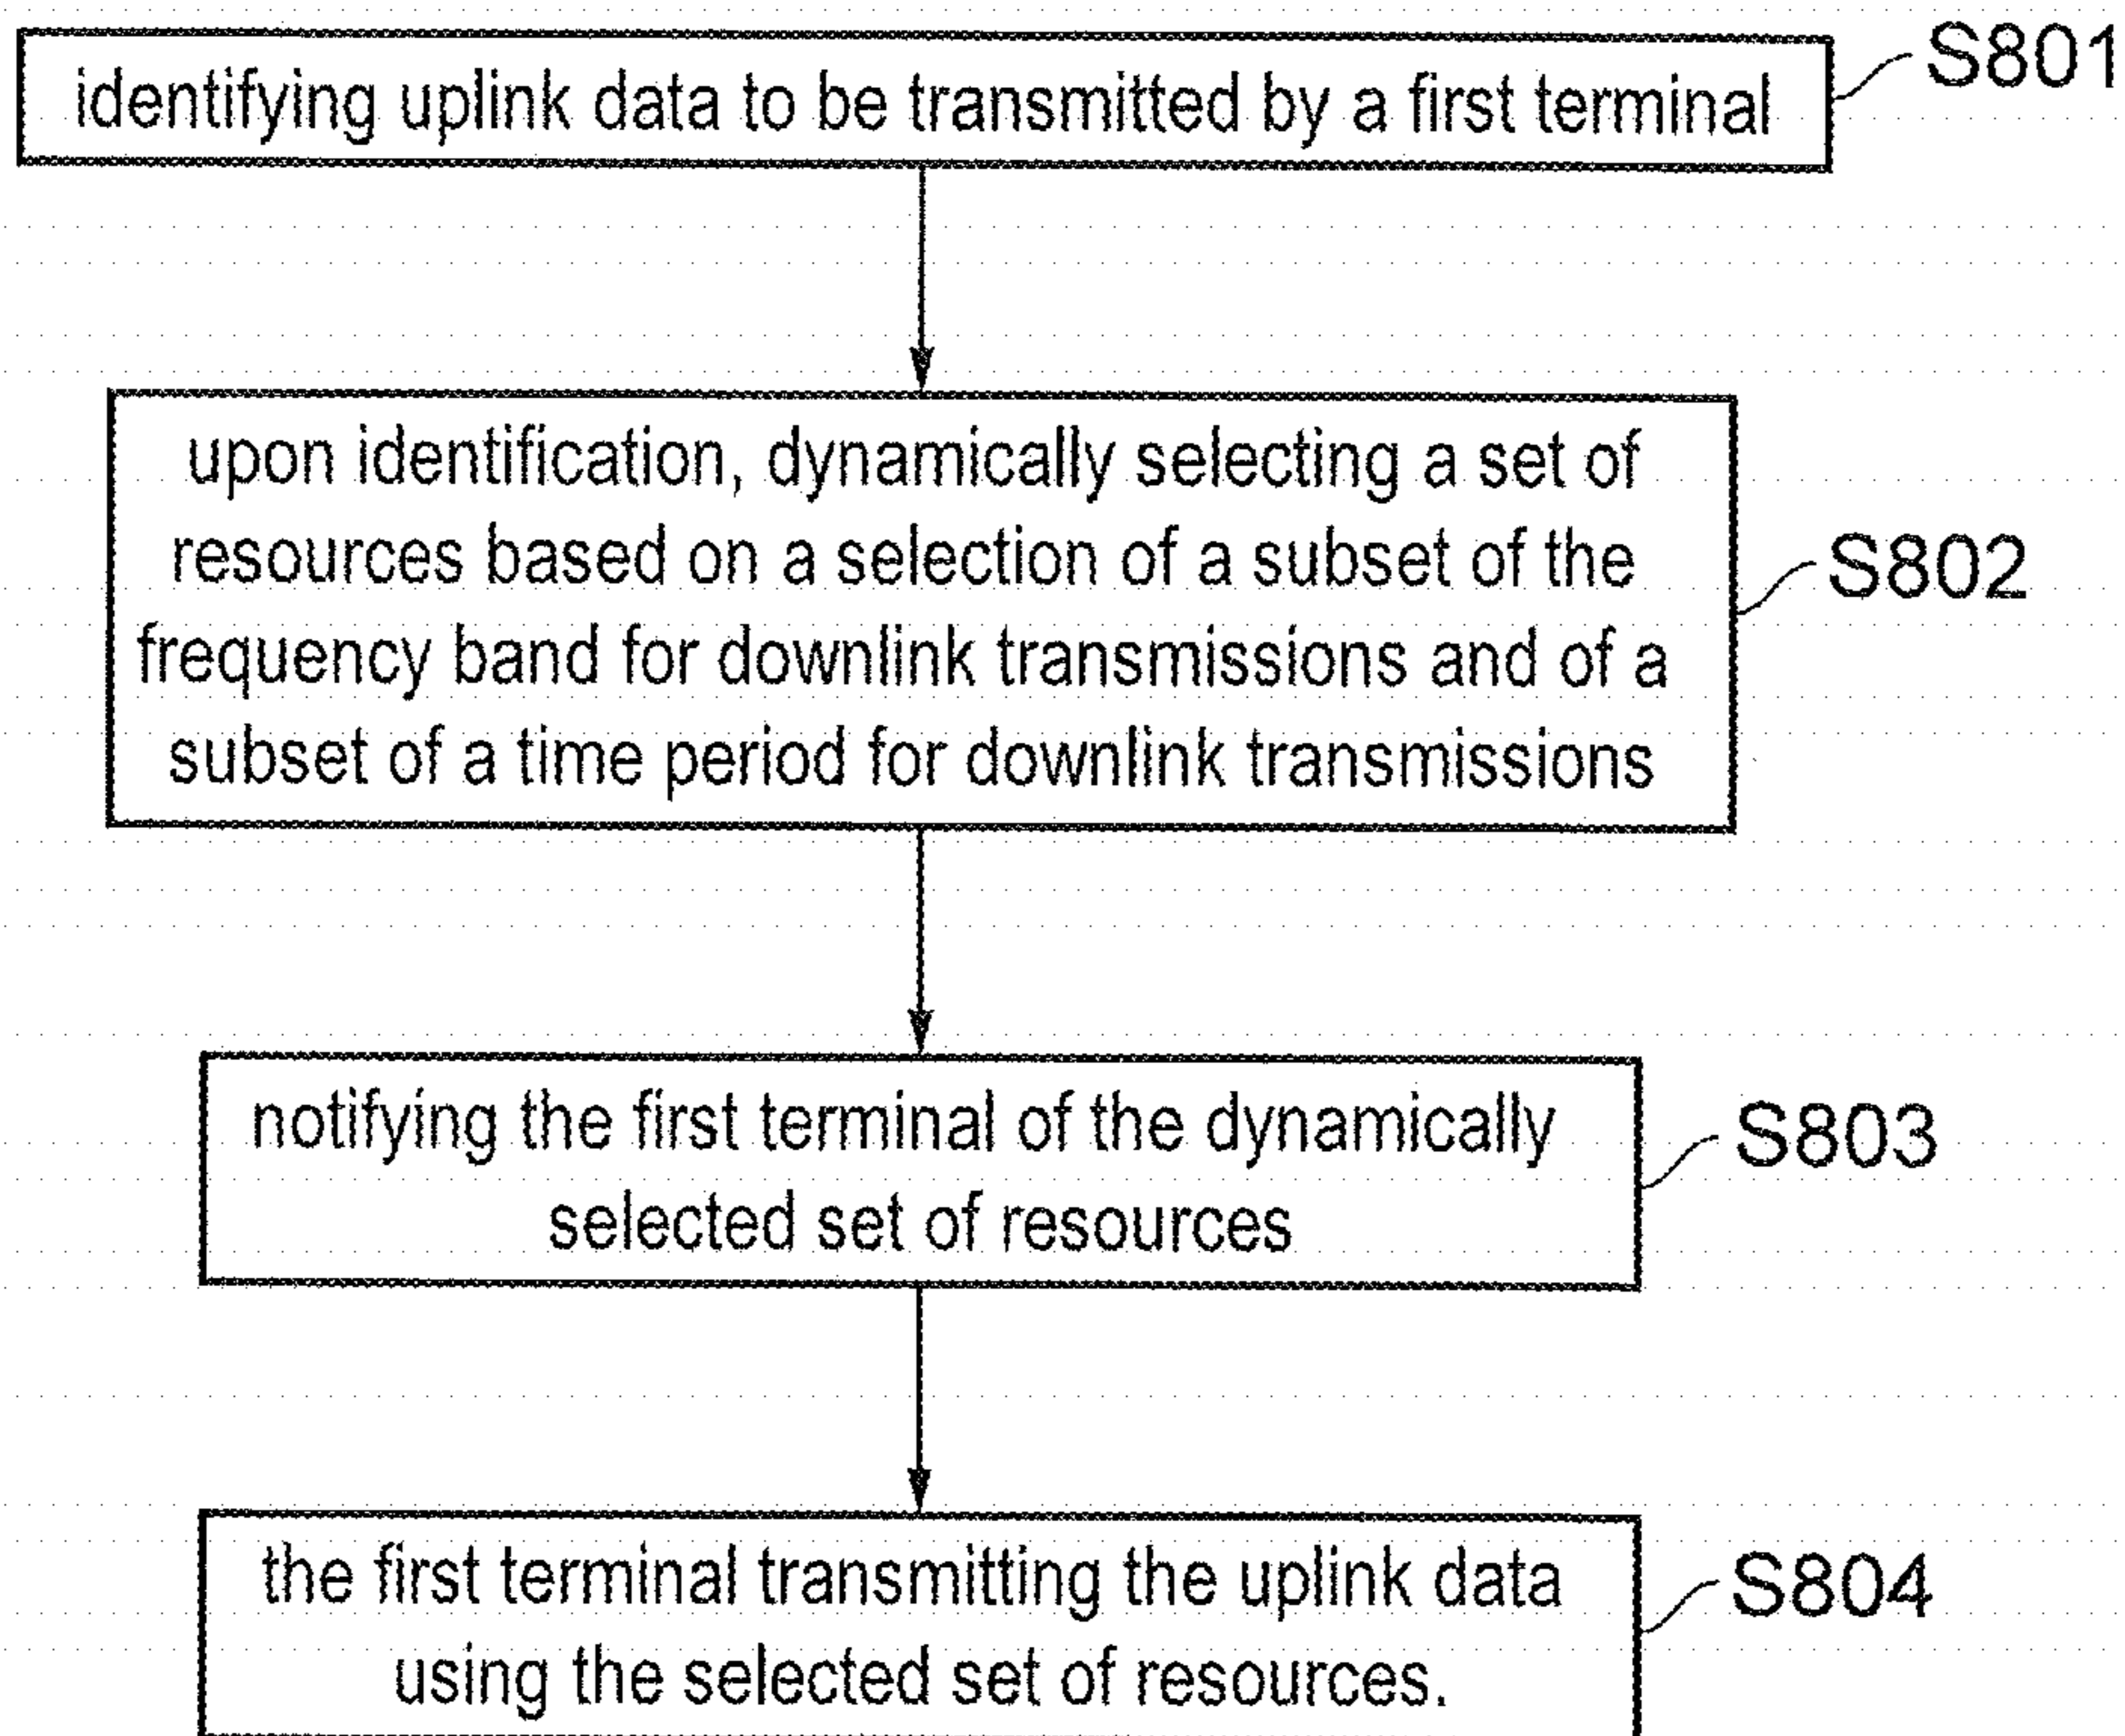 identifying uplink data to be transmitted by a first terminal
S801
upon identification, dynamically selecting a set of
resources based on a selection of a subset of the
frequency band for downlink transmissions and of a
subset of a time period for downlink transmissions
S802
notifying the first terminal of the dynamically
selected set of resources
S803
the first terminal transmitting the uplink data
using the selected set of resources.
S804